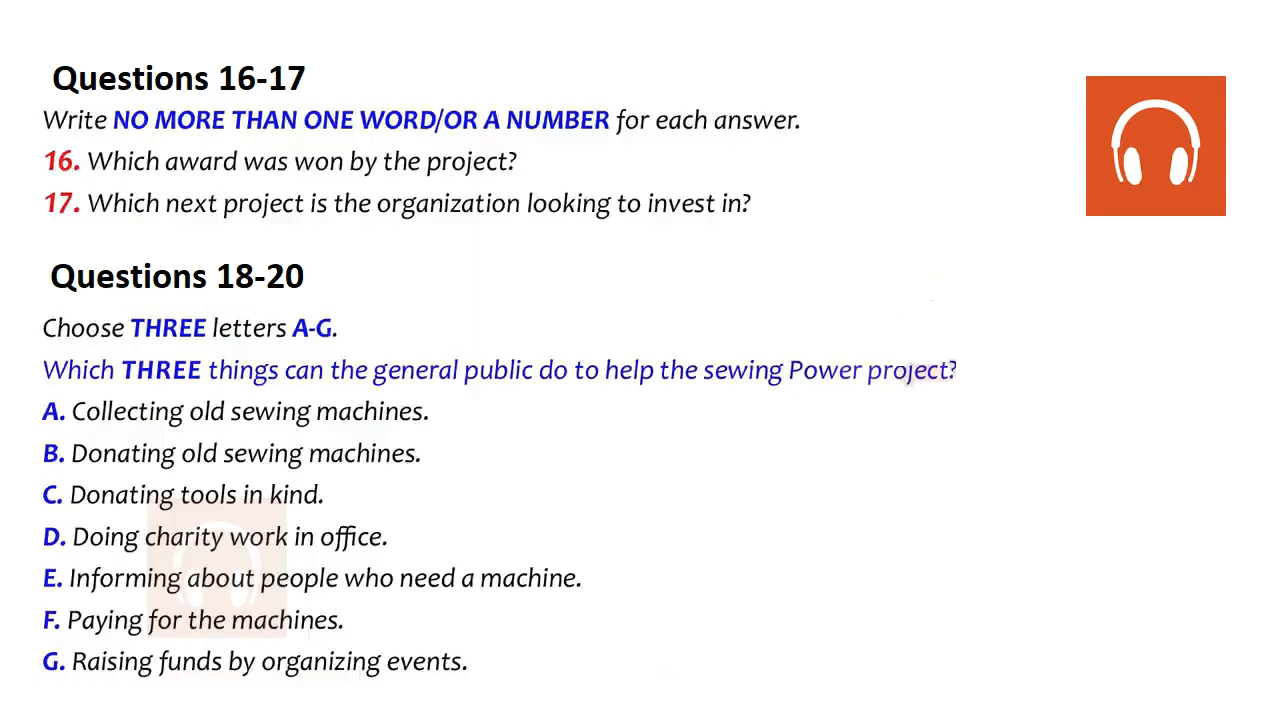 Questions 16-17
Write NO MORE THAN ONE WORD/OR A NUMBER for each answer.
16. Which award was won by the project?
17. Which next project is the organization looking to invest in?
Questions 18-20
Choose THREE letters A-G.
Which THREE things can the general public do to help the sewing Power project?
A. Collecting old sewing machines.
B. Donating old sewing machines.
C. Donating tools in kind.
D. Doing charity work in office.
E. Informing about people who need a machine.
F. Paying for the machines.
G. Raising funds by organizing events.